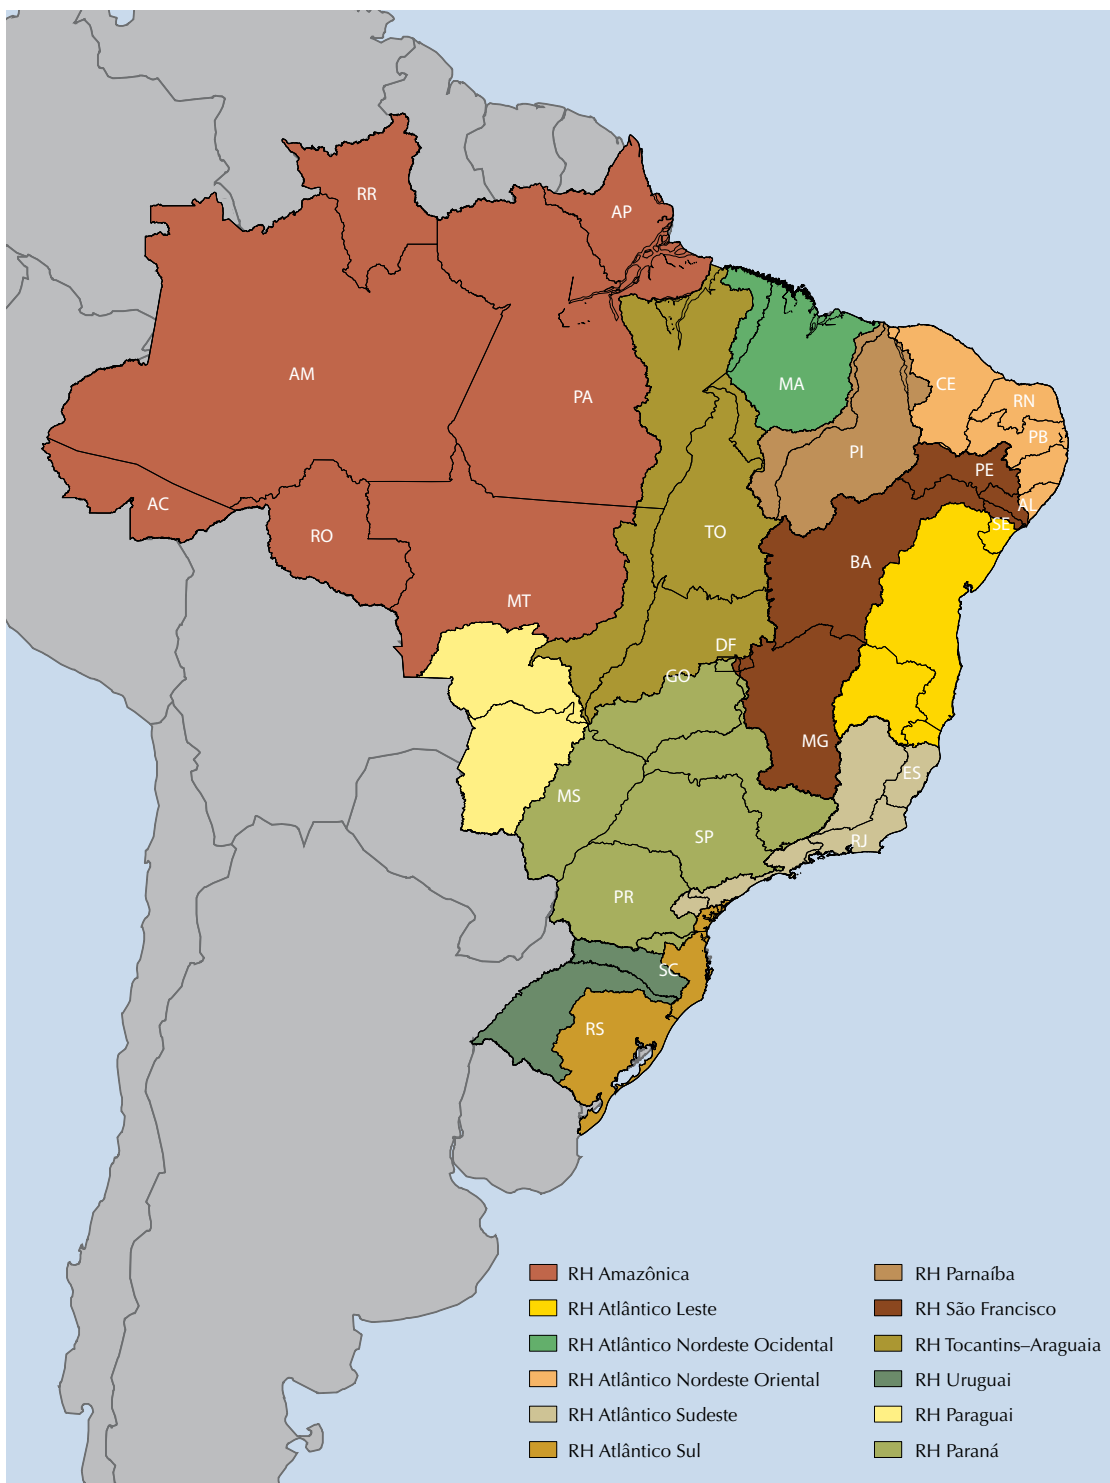 RR
AP
AM
PA
MA
CE
RN
PB
PI
PE
AL
SE
AC
RO
TO
BA
MT
DF
GO
MG
ES
MS
SP
RJ
PR
SC
RS
RH Amazônica
RH Atlântico Leste
RH Atlântico Nordeste Ocidental
RH Atlântico Nordeste Oriental
RH Atlântico Sudeste
RH Atlântico Sul
RH Parnaíba
RH São Francisco
RH Tocantins–Araguaia
RH Uruguai
RH Paraguai
RH Paraná